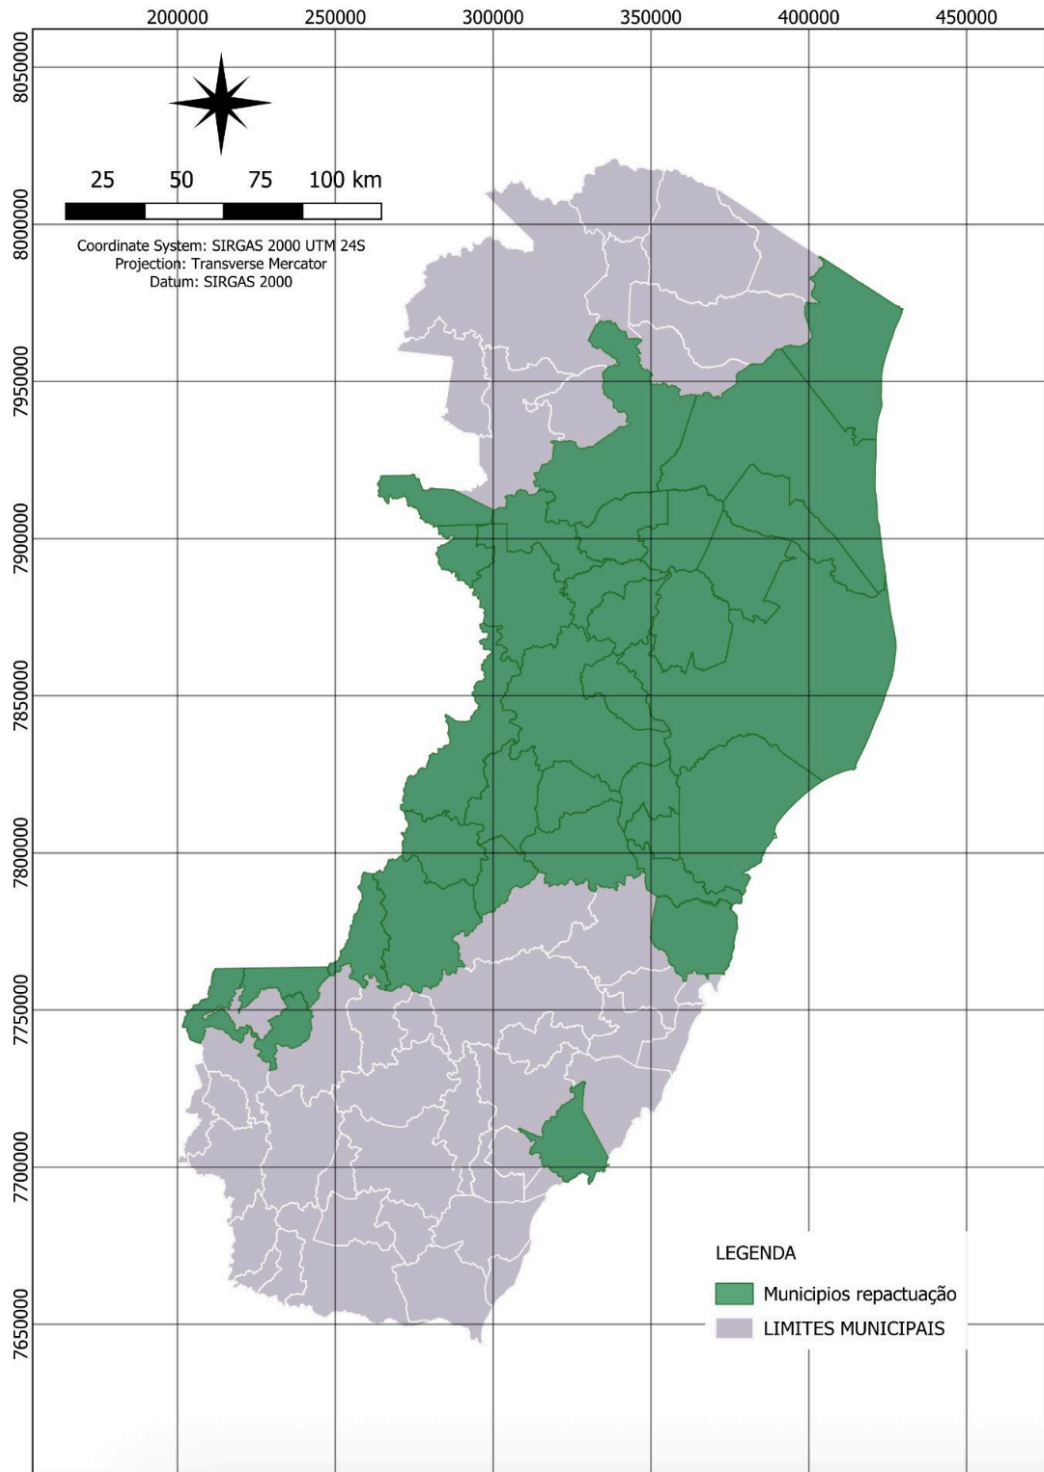 200000 250000 300000 350000 400000 450000
8050000
25 50 75 100 km
8000000
Coordinate System: SIRGAS 2000 UTM 24S
Projection: Transverse Mercator
Datum: SIRGAS 2000
7950000
7900000
7850000
7800000
7750000
7700000
LEGENDA
Municipios repactuação
LIMITES MUNICIPAIS
7650000